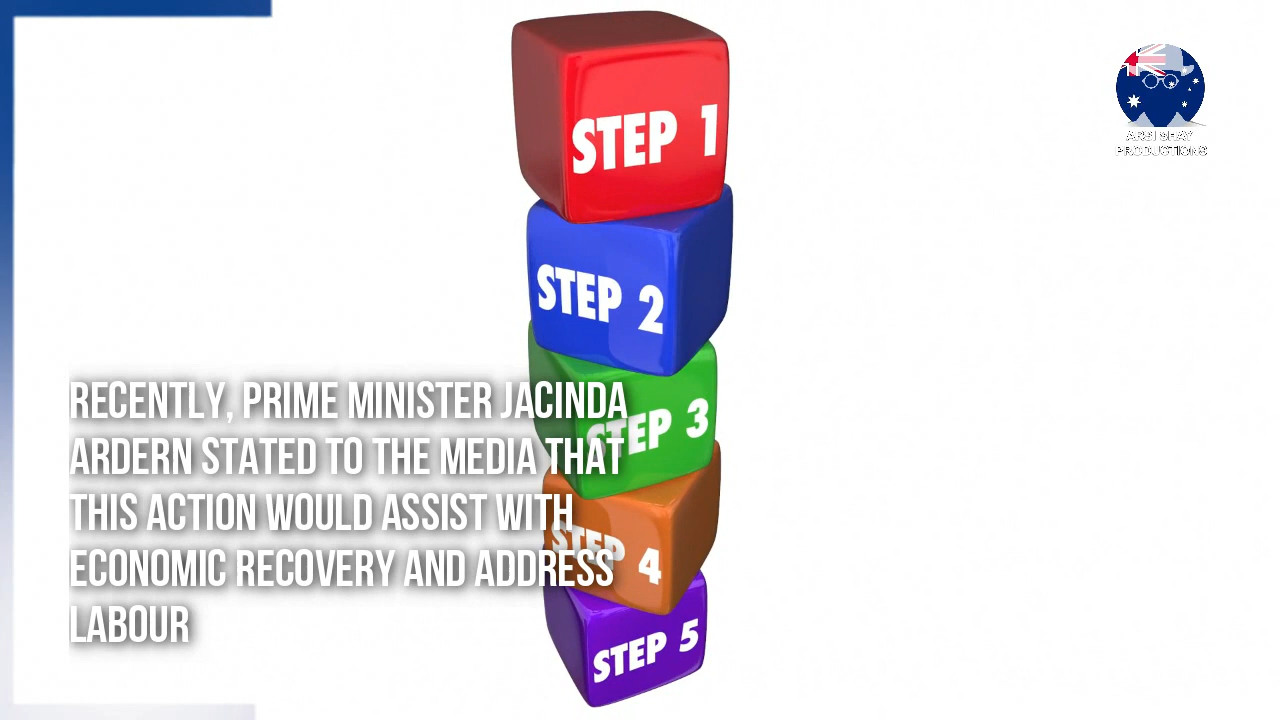 STEP 1
STEP 2
STEP 3
STEP 4
STEP 5
RECENTLY, PRIME MINISTER JACINDA
ARDERN STATED TO THE MEDIA THAT
THIS ACTION WOULD ASSIST WITH
ECONOMIC RECOVERY AND ADDRESS
LABOUR
PRODUCTIONS